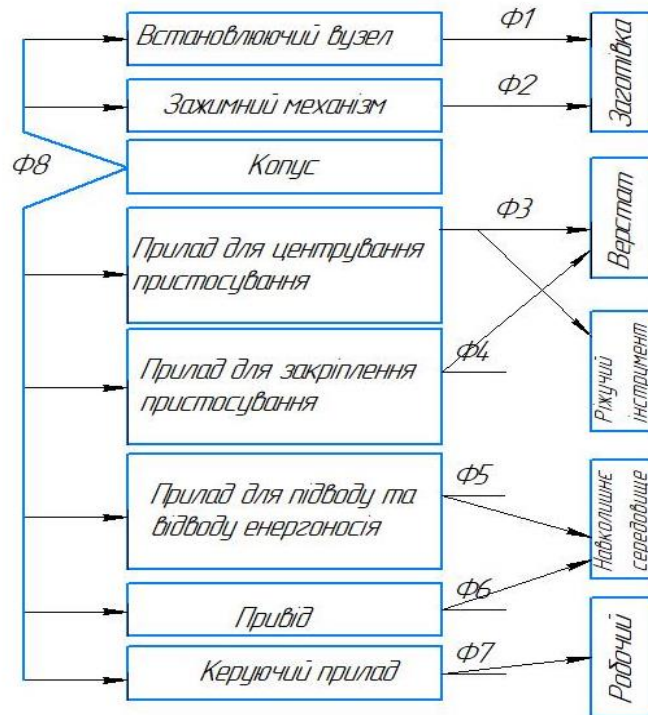 Встановлюючий вузел
Ф1
Заготівка
Зажимний механізм
Ф2
Ф8
Копус
Верстат
Прилад для центрування
пристосування
Ф3
Ріжучий
інструмент
Прилад для закріплення
пристосування
Ф4
Прилад для підводу та
відводу енергоносія
Ф5
Навколишнє
середовище
Привід
Ф6
Керуючий прилад
Ф7
Робочий